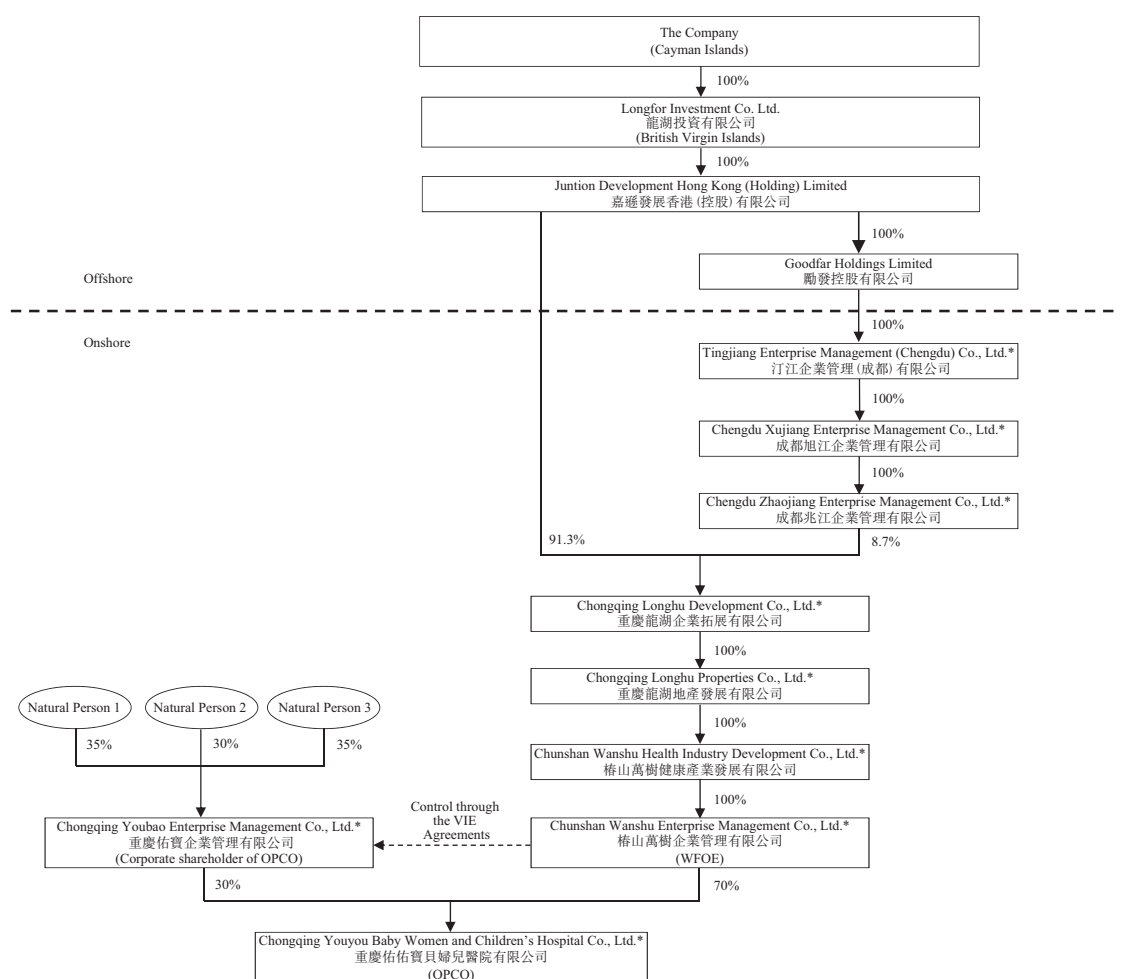 The Company
(Cayman Islands)
100%
Longfor Investment Co. Ltd.
龍湖投資有限公司
(British Virgin Islands)
100%
Juntion Development Hong Kong (Holding) Limited
嘉遜發展香港 (控股) 有限公司
100%
Goodfar Holdings Limited
勵發控股有限公司
Offshore
Onshore
100%
Tingjiang Enterprise Management (Chengdu) Co., Ltd.*
汀江企業管理 (成都) 有限公司
100%
Chengdu Xujiang Enterprise Management Co., Ltd.*
成都旭江企業管理有限公司
100%
Chengdu Zhaojiang Enterprise Management Co., Ltd.*
成都兆江企業管理有限公司
91.3%
8.7%
Chongqing Longhu Development Co., Ltd.*
重慶龍湖企業拓展有限公司
100%
Chongqing Longhu Properties Co., Ltd.*
重慶龍湖地產發展有限公司
100%
Natural Person 1
Natural Person 2
Natural Person 3
35%
30%
35%
Chunshan Wanshu Health Industry Development Co., Ltd.*
椿山萬樹健康產業發展有限公司
100%
Control through
the VIE
Agreements
Chongqing Youbao Enterprise Management Co., Ltd.*
重慶佑寶企業管理有限公司
(Corporate shareholder of OPCO)
Chunshan Wanshu Enterprise Management Co., Ltd.*
椿山萬樹企業管理有限公司
(WFOE)
30%
70%
Chongqing Youyou Baby Women and Children's Hospital Co., Ltd.*
重慶佑佑寶貝婦兒醫院有限公司
(OPCO)